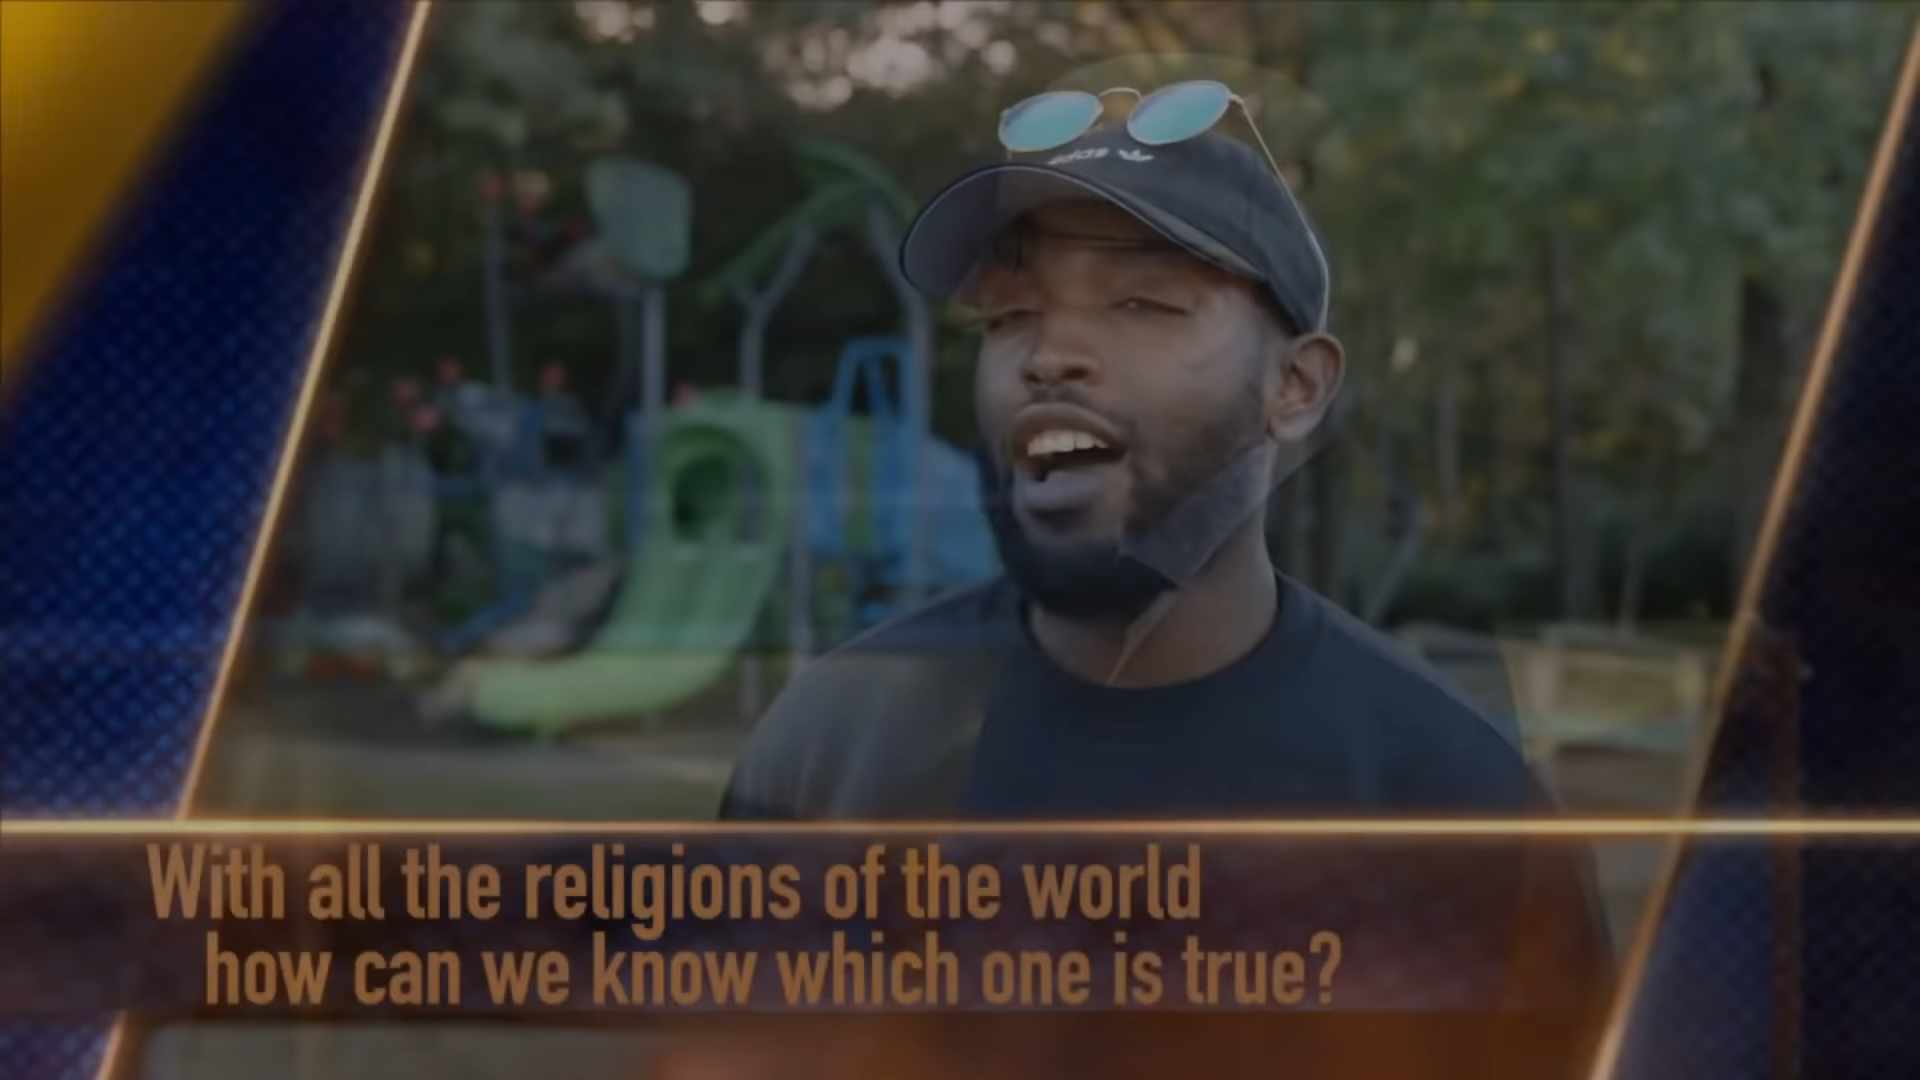 With all the religions of the world
how can we know which one is true?